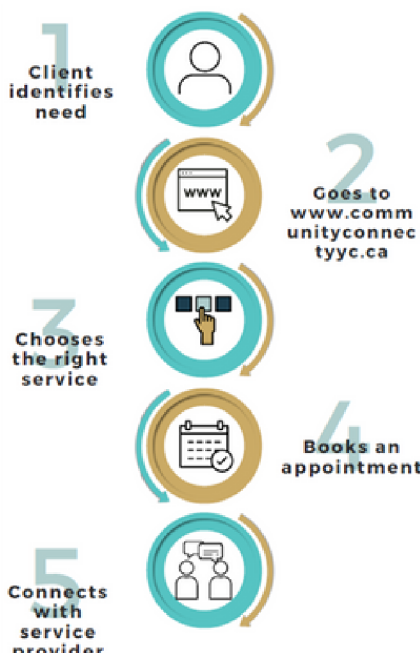 1
Client
identifies
need
2
www
Goes to
www.comm
unityconnec
tyyc.ca
3
Chooses
the right
service
4
Books an
appointment
5
Connects
with
service
provider